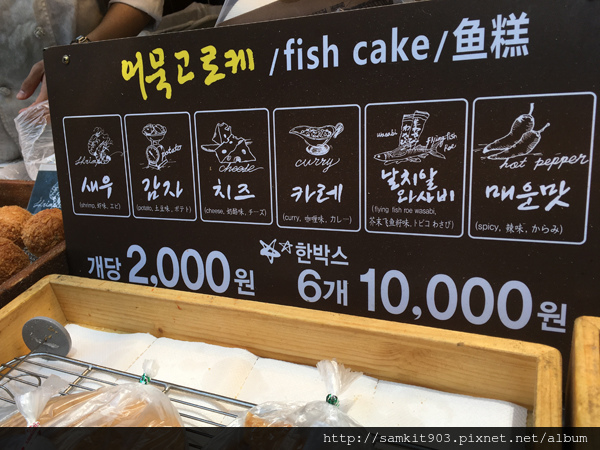 어묵고로케 /fish cake/鱼糕
shrimp
새우
(shrimp, 虾味, エビ)
potato
감자
(potato, 土豆味, ポテト)
cheese
치즈
(cheese, 奶酪味, チーズ)
curry
카레
(curry, 咖喱味, カレー)
wasabi
flying fish roe
날치알
와사비
(flying fish roe wasabi,
芥末飞鱼籽味, トビコ わさび)
hot pepper
매운맛
(spicy, 辣味, からみ)
개당 2,000원
한박스
6개 10,000원
http://samkit903.pixnet.net/album